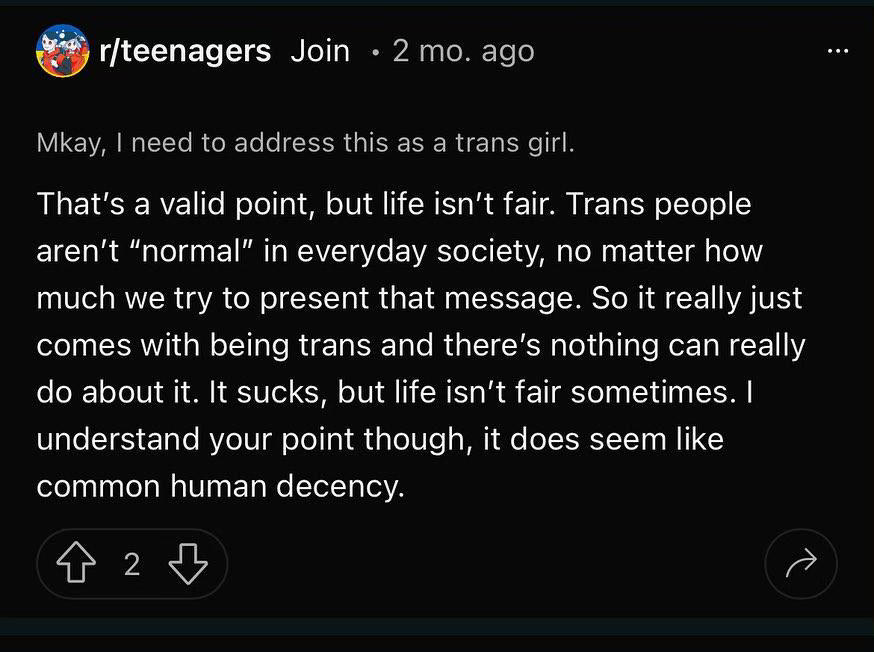 r/teenagers Join • 2 mo. ago ...
Mkay, I need to address this as a trans girl.
That’s a valid point, but life isn’t fair. Trans people
aren’t “normal” in everyday society, no matter how
much we try to present that message. So it really just
comes with being trans and there’s nothing can really
do about it. It sucks, but life isn’t fair sometimes. I
understand your point though, it does seem like
common human decency.
2